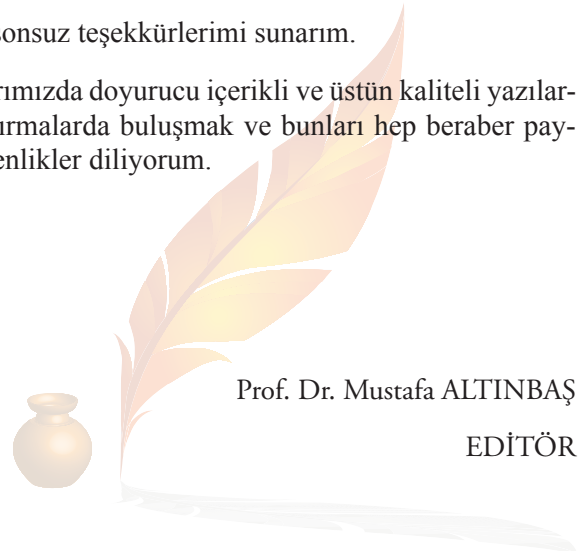 sonsuz teşekkürlerimi sunarım.
rımızda doyurucu içerikli ve üstün kaliteli yazılar-
ırmalarda buluşmak ve bunları hep beraber pay-
enlikler diliyorum.
Prof. Dr. Mustafa ALTINBAŞ
EDİTÖR